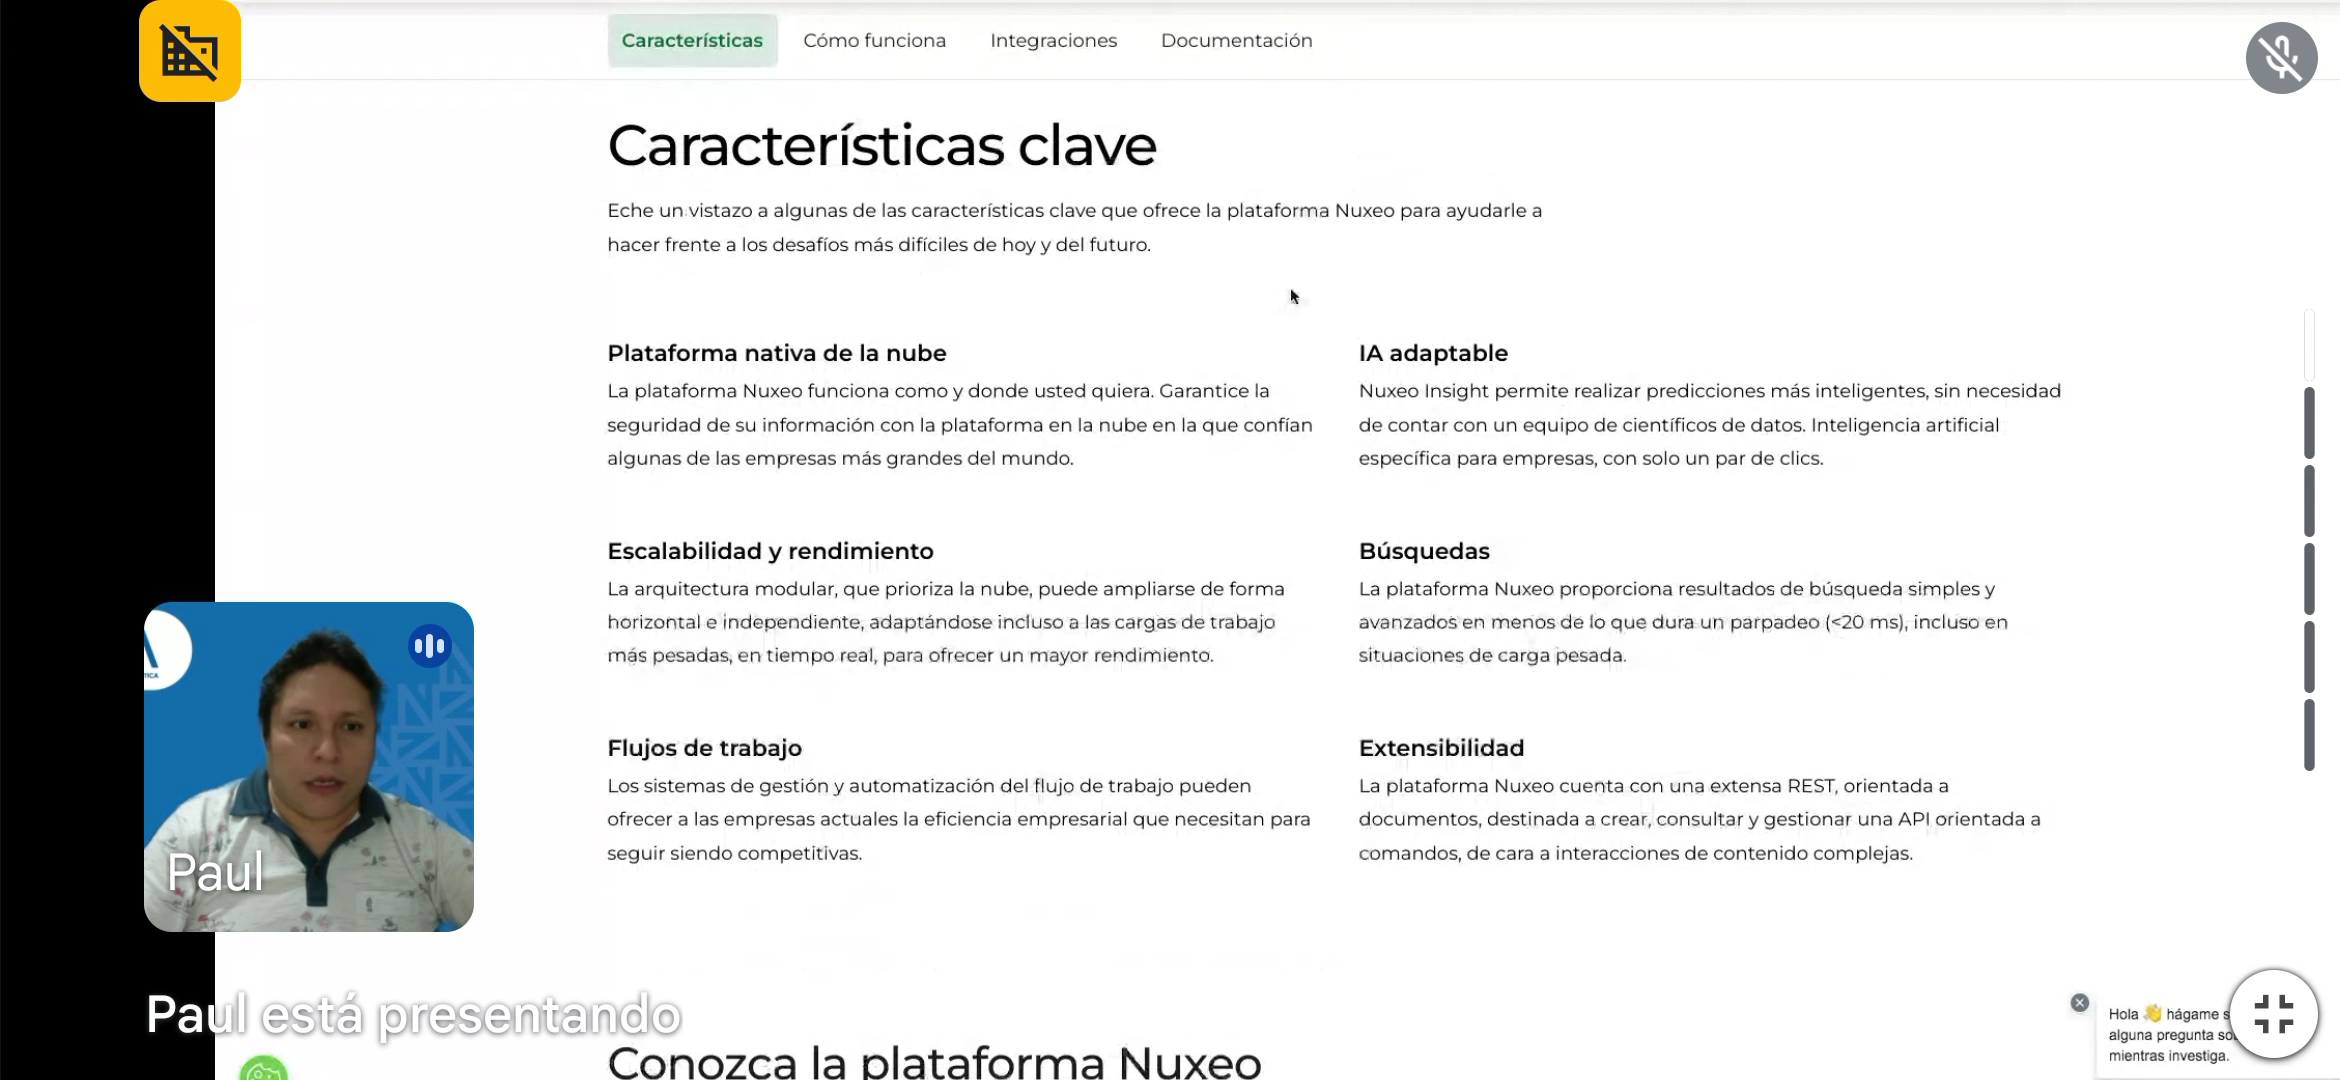 Características Cómo funciona Integraciones Documentación
Características clave
Eche un vistazo a algunas de las características clave que ofrece la plataforma Nuxeo para ayudarle a
hacer frente a los desafíos más difíciles de hoy y del futuro.
Plataforma nativa de la nube
La plataforma Nuxeo funciona como y donde usted quiera. Garantice la
seguridad de su información con la plataforma en la nube en la que confían
algunas de las empresas más grandes del mundo.
IA adaptable
Nuxeo Insight permite realizar predicciones más inteligentes, sin necesidad
de contar con un equipo de científicos de datos. Inteligencia artificial
específica para empresas, con solo un par de clics.
Escalabilidad y rendimiento
La arquitectura modular, que prioriza la nube, puede ampliarse de forma
horizontal e independiente, adaptándose incluso a las cargas de trabajo
más pesadas, en tiempo real, para ofrecer un mayor rendimiento.
Búsquedas
La plataforma Nuxeo proporciona resultados de búsqueda simples y
avanzados en menos de lo que dura un parpadeo (<20 ms), incluso en
situaciones de carga pesada.
Flujos de trabajo
Los sistemas de gestión y automatización del flujo de trabajo pueden
ofrecer a las empresas actuales la eficiencia empresarial que necesitan para
seguir siendo competitivas.
Extensibilidad
La plataforma Nuxeo cuenta con una extensa REST, orientada a
documentos, destinada a crear, consultar y gestionar una API orientada a
comandos, de cara a interacciones de contenido complejas.
Paul
Paul está presentando
Conozca la plataforma Nuxeo
Hola 👋 hágame
alguna pregunta
mientras investiga.